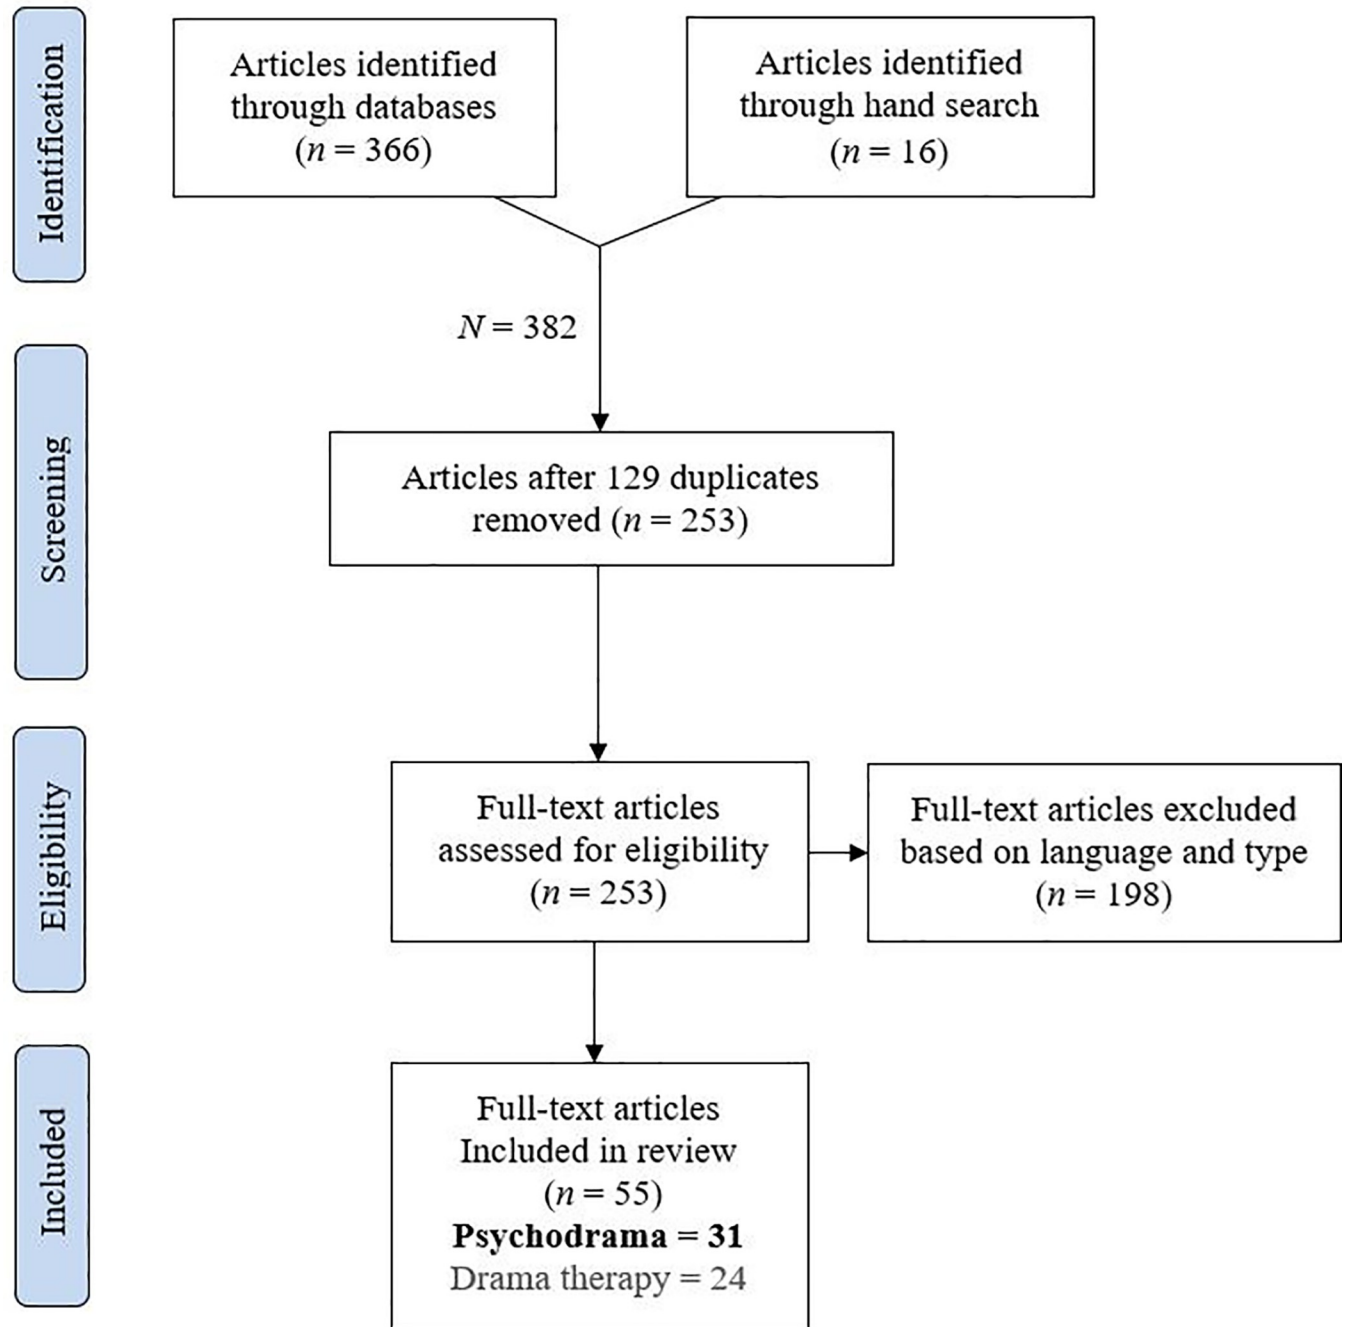 Identification
Articles identified
through databases
(n = 366)
Articles identified
through hand search
(n = 16)
N = 382
Screening
Articles after 129 duplicates
removed (n = 253)
Eligibility
Full-text articles
assessed for eligibility
(n = 253)
Full-text articles excluded
based on language and type
(n = 198)
Included
Full-text articles
Included in review
(n = 55)
Psychodrama = 31
Drama therapy = 24